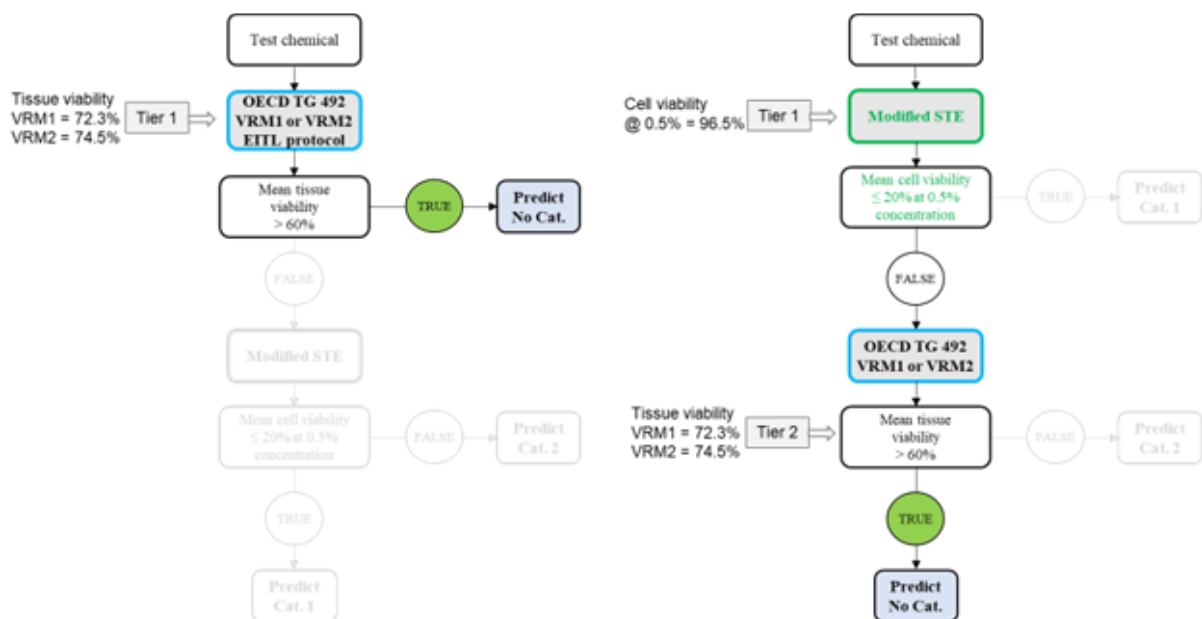 Test chemical
Tissue viability
VRM1 = 72.3%
VRM2 = 74.5%
Tier 1
OECD TG 492
VRM1 or VRM2
EITL protocol
Mean tissue
viability
> 60%
TRUE
Predict
No Cat.
FALSE
Modified STE
Mean cell viability
≤ 20% at 0.5%
concentration
FALSE
Predict
Cat. 2
TRUE
Predict
Cat. 1
Test chemical
Cell viability
@ 0.5% = 96.5%
Tier 1
Modified STE
Mean cell viability
≤ 20% at 0.5%
concentration
TRUE
Predict
Cat. 1
FALSE
OECD TG 492
VRM1 or VRM2
Tissue viability
VRM1 = 72.3%
VRM2 = 74.5%
Tier 2
Mean tissue
viability
> 60%
FALSE
Predict
Cat. 2
TRUE
Predict
No Cat.